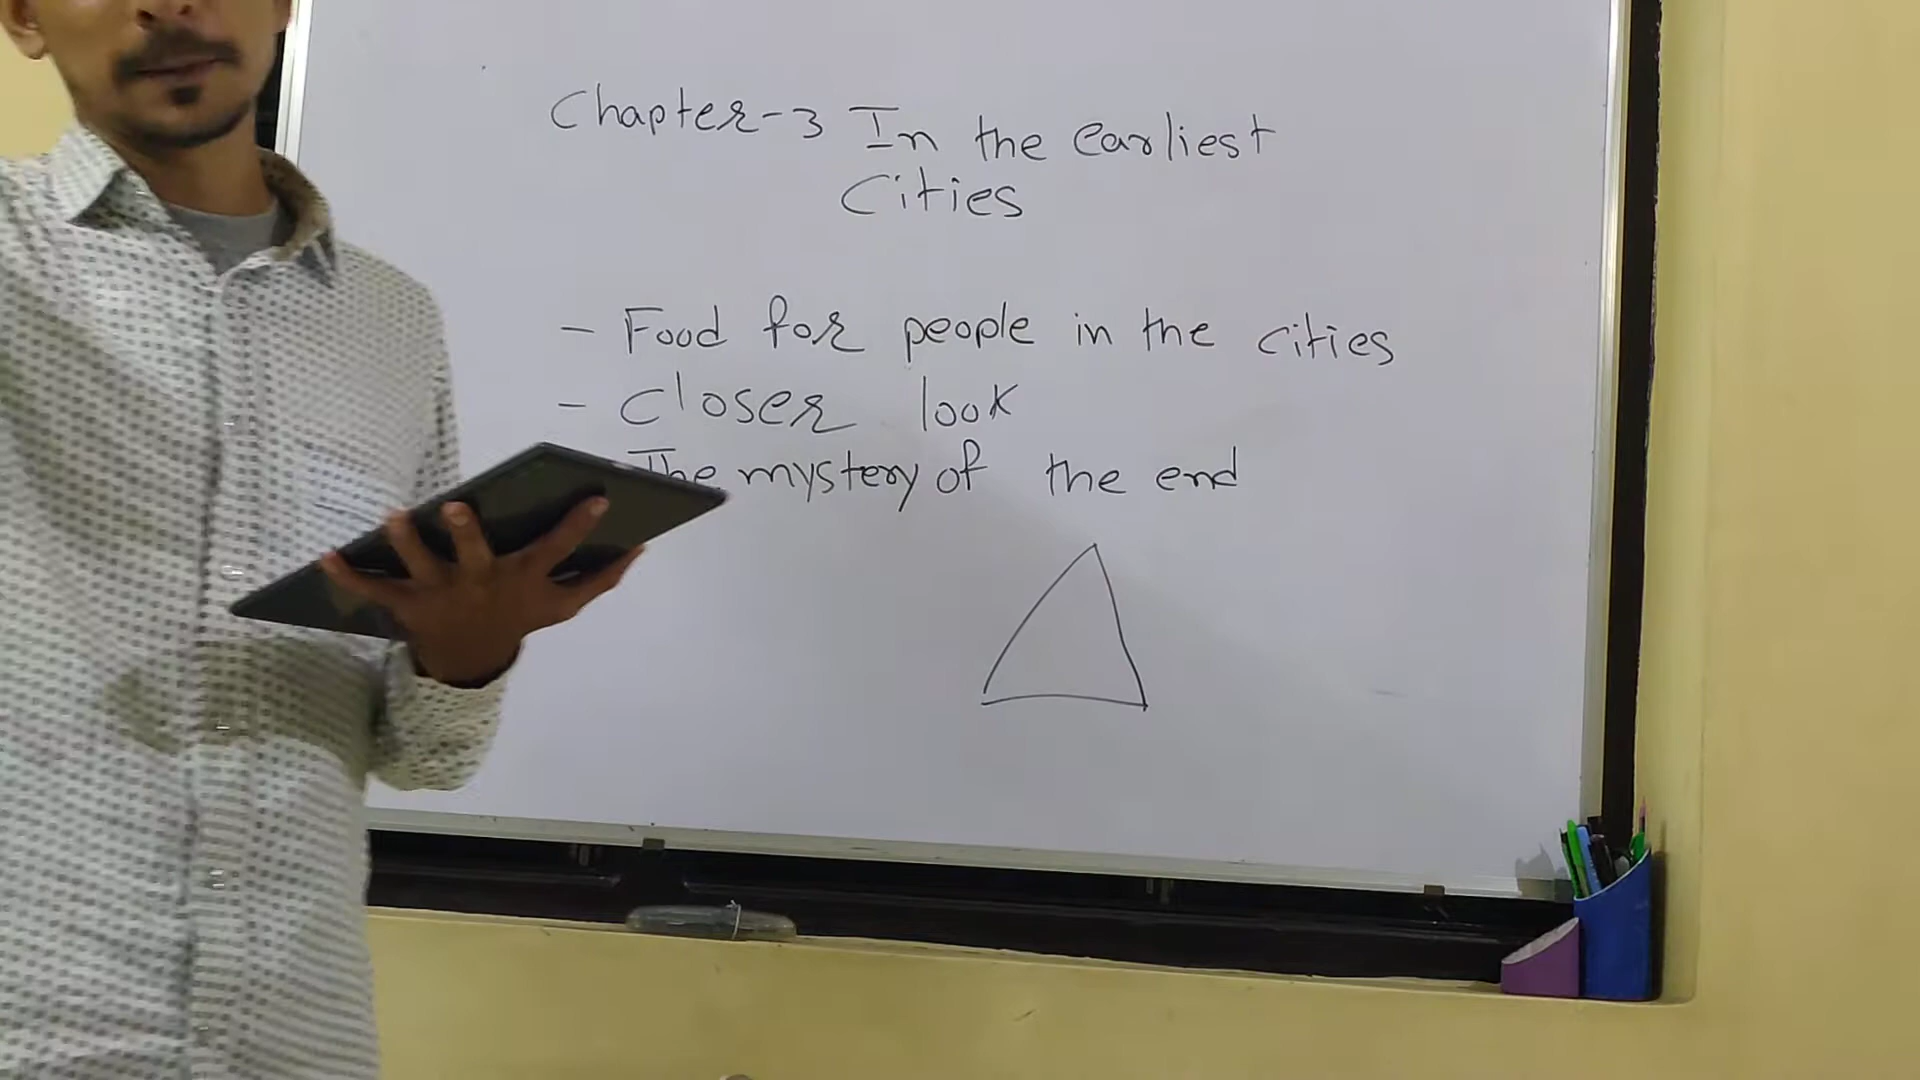 Chapter-3 In the earliest
Cities
- Food for people in the cities
- Closer look
The mystery of the end